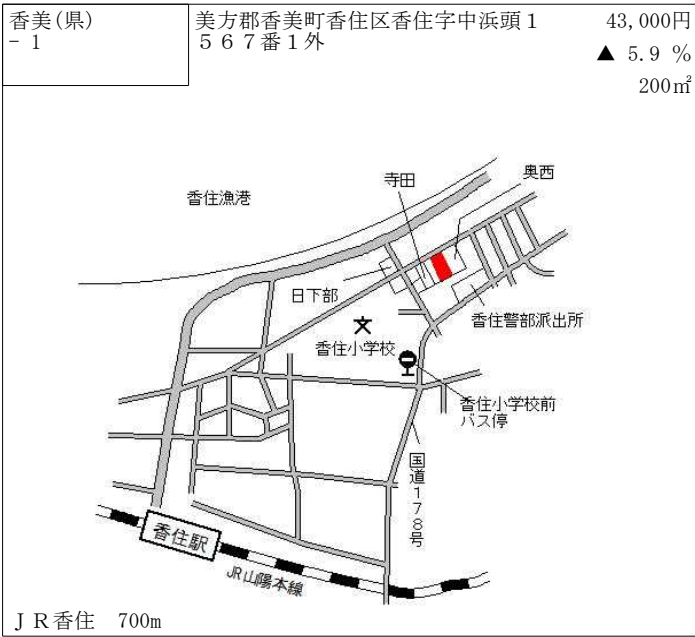 香美(県)
- 1
美方郡香美町香住区香住字中浜頭１
５６７番１外
43,000円
▲ 5.9 %
200㎡
寺田
奥西
香住漁港
日下部
香住警部派出所
香住小学校
香住小学校前
バス停
国道178号
香住駅
JR山陽本線
ＪＲ香住 700m